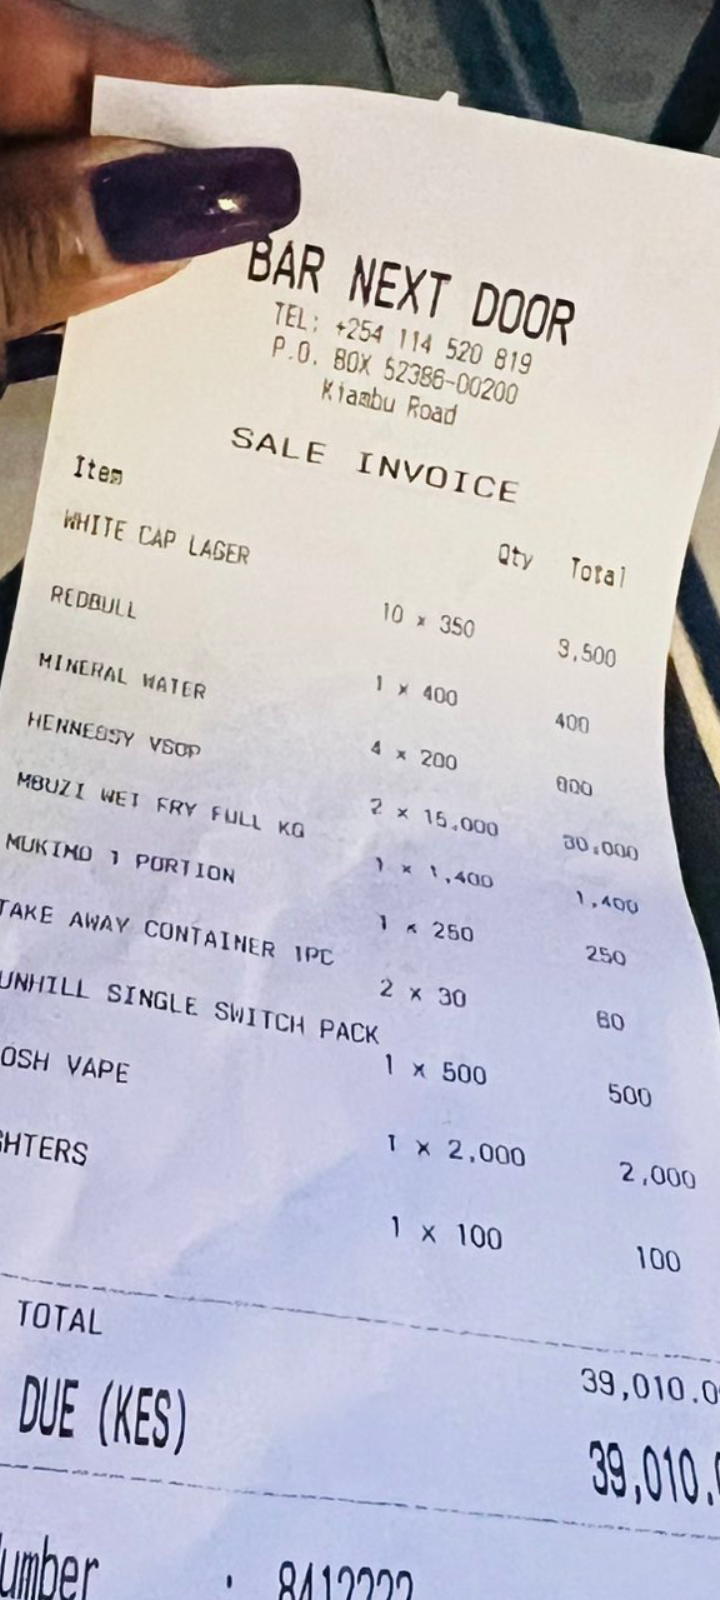 BAR NEXT DOOR
TEL: +254 114 520 819
P.O. BOX 52386-00200
Kiambu Road
SALE INVOICE
Item Qty Total
WHITE CAP LAGER
10 x 350 3,500
REDBULL
1 x 400 400
MINERAL WATER
4 x 200 800
HENNESSY VSOP
2 x 15,000 30,000
MBUZI WET FRY FULL KG
1 x 1,400 1,400
MUKIMO 1 PORTION
1 x 250 250
TAKE AWAY CONTAINER 1PC
2 x 30 60
UNHILL SINGLE SWITCH PACK
1 x 500 500
OSH VAPE
1 x 2,000 2,000
GHTERS
1 x 100 100
TOTAL 39,010.0
DUE (KES) 39,010.
umber :